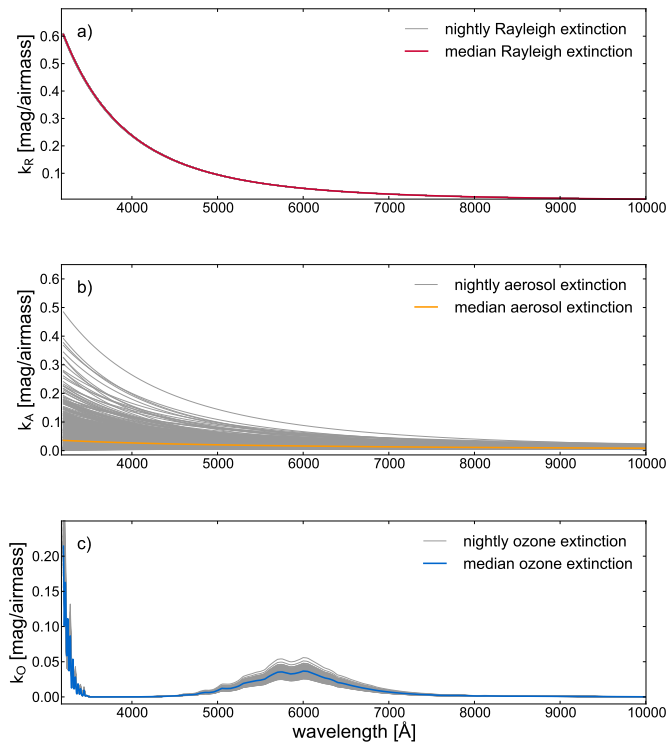 a)
nightly Rayleigh extinction
median Rayleigh extinction
k_R [mag/airmass]
0.6
0.5
0.4
0.3
0.2
0.1
4000 5000 6000 7000 8000 9000 10000
b)
nightly aerosol extinction
median aerosol extinction
k_A [mag/airmass]
0.6
0.5
0.4
0.3
0.2
0.1
0.0
4000 5000 6000 7000 8000 9000 10000
c)
nightly ozone extinction
median ozone extinction
k_O [mag/airmass]
0.20
0.15
0.10
0.05
0.00
4000 5000 6000 7000 8000 9000 10000
wavelength [Å]